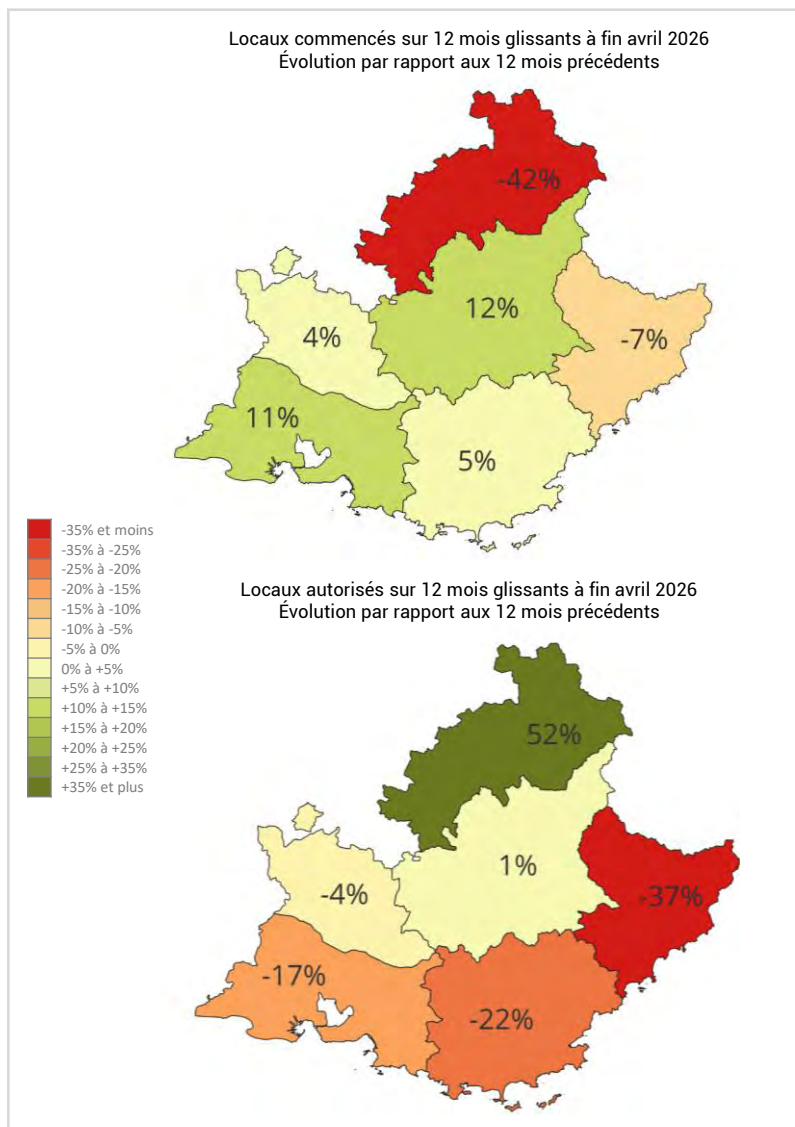 Locaux commencés sur 12 mois glissants à fin avril 2026
Évolution par rapport aux 12 mois précédents
-42%
12%
4%
-7%
11%
5%
-35% et moins
-35% à -25%
-25% à -20%
-20% à -15%
-15% à -10%
-10% à -5%
-5% à 0%
0% à +5%
+5% à +10%
+10% à +15%
+15% à +20%
+20% à +25%
+25% à +35%
+35% et plus
Locaux autorisés sur 12 mois glissants à fin avril 2026
Évolution par rapport aux 12 mois précédents
52%
1%
-4%
-37%
-17%
-22%